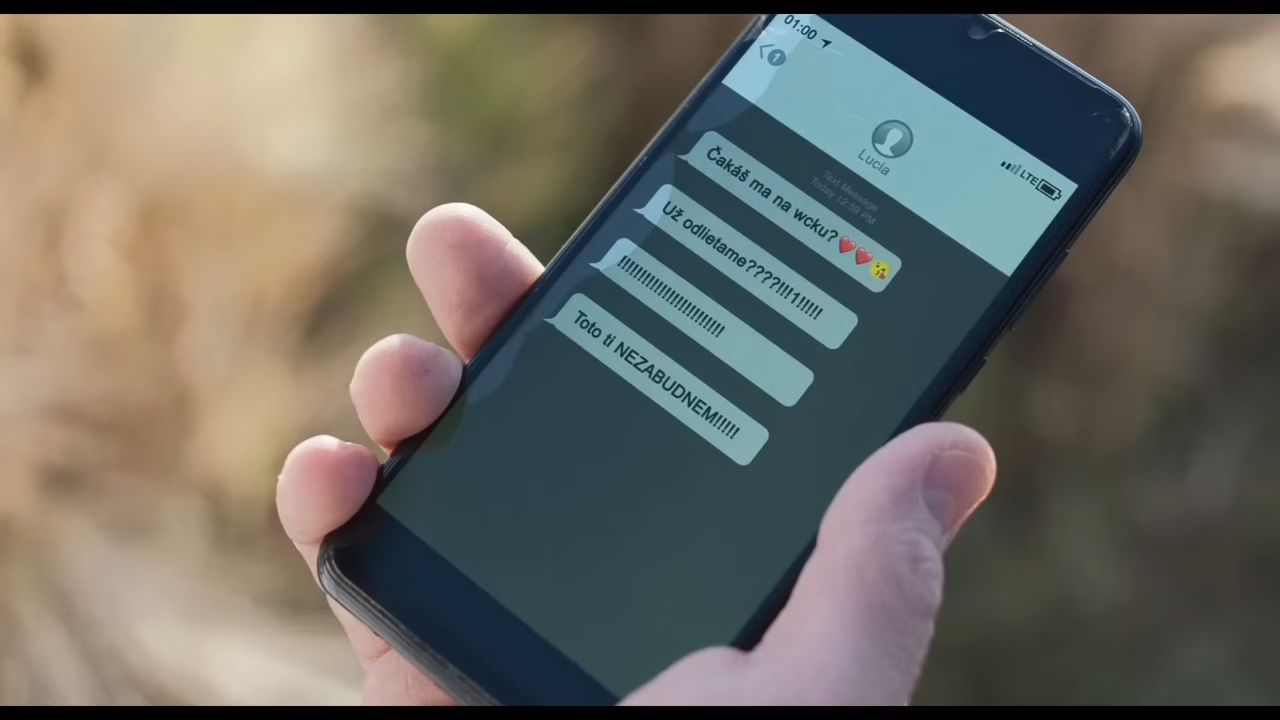 01:00
1
LTE
Lucia
Text Message
Today 12:59 PM
Čakáš ma na wcku?❤️❤️😘
Už odlietame????!!!1!!!!!
!!!!!!!!!!!!!!!!!!!!!!!!
Toto ti NEZABUDNEM!!!!!